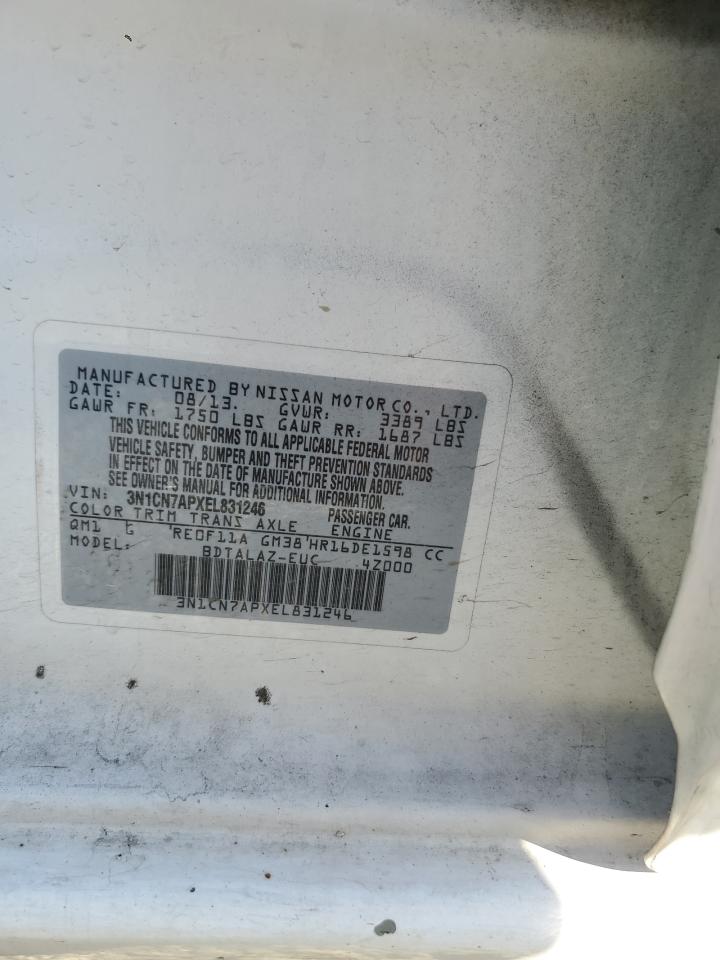 MANUFACTURED BY NISSAN MOTOR CO., LTD.
DATE: 08/13. GVWR: 3389 LBS
GAWR FR: 1750 LBS GAWR RR: 1687 LBS
THIS VEHICLE CONFORMS TO ALL APPLICABLE FEDERAL MOTOR
VEHICLE SAFETY, BUMPER AND THEFT PREVENTION STANDARDS
IN EFFECT ON THE DATE OF MANUFACTURE SHOWN ABOVE.
SEE OWNER'S MANUAL FOR ADDITIONAL INFORMATION.
VIN: 3N1CN7APXEL831246 PASSENGER CAR.
COLOR TRIM TRANS AXLE ENGINE
QM1 G RE0F11A GM38 HR16DE1598 CC
MODEL: BDTALAZ-EUC 4Z000
3N1CN7APXEL831246